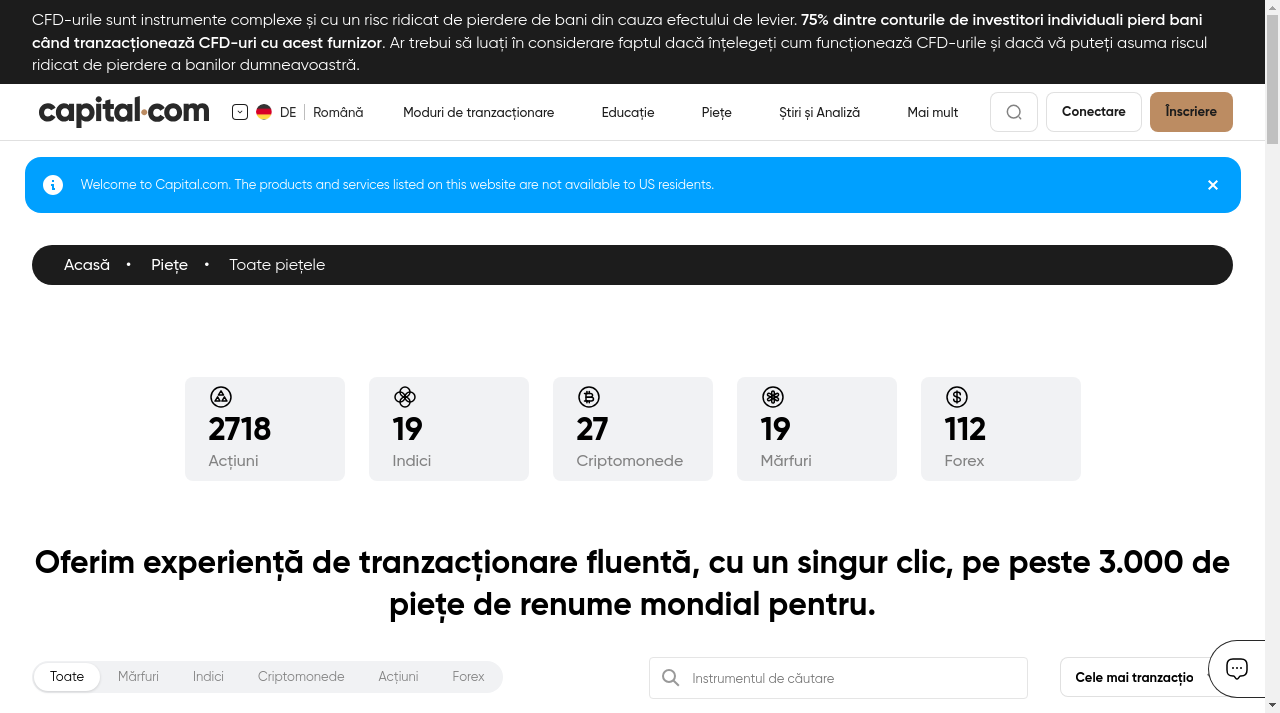 CFD-urile sunt instrumente complexe și cu un risc ridicat de pierdere de bani din cauza efectului de levier. 75% dintre conturile de investitori individuali pierd bani
când tranzacționează CFD-uri cu acest furnizor. Ar trebui să luați în considerare faptul dacă înțelegeți cum funcționează CFD-urile și dacă vă puteți asuma riscul
ridicat de pierdere a banilor dumneavoastră.
capital.com
DE
Română
Moduri de tranzacționare
Educație
Piețe
Știri și Analiză
Mai mult
Conectare
Înscriere
Welcome to Capital.com. The products and services listed on this website are not available to US residents.
Acasă • Piețe • Toate piețele
2718
Acțiuni
19
Indici
27
Criptomonede
19
Mărfuri
112
Forex
Oferim experiență de tranzacționare fluentă, cu un singur clic, pe peste 3.000 de
piețe de renume mondial pentru.
Toate
Mărfuri
Indici
Criptomonede
Acțiuni
Forex
Instrumentul de căutare
Cele mai tranzacțio